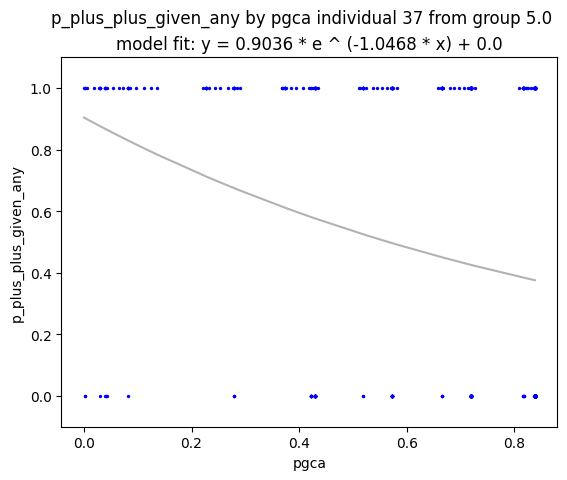 p_plus_plus_given_any by pgca individual 37 from group 5.0
model fit: y = 0.9036 * e ^ (-1.0468 * x) + 0.0
1.0
0.8
0.6
0.4
0.2
0.0
p_plus_plus_given_any
0.0 0.2 0.4 0.6 0.8
pgca